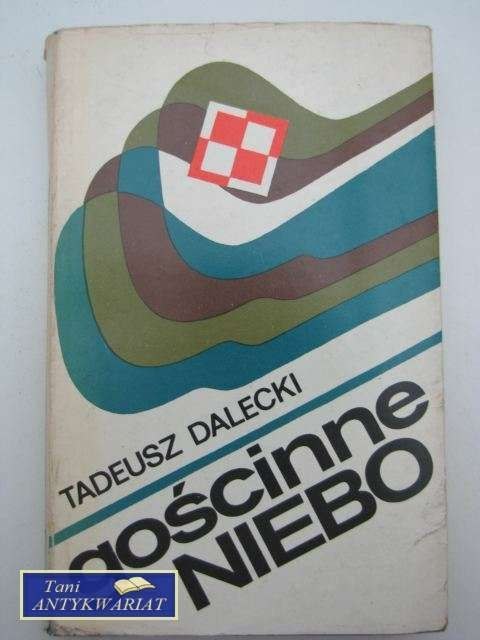 TADEUSZ DALECKI
gościnne
NIEBO
Tani
ANTYKWARIAT